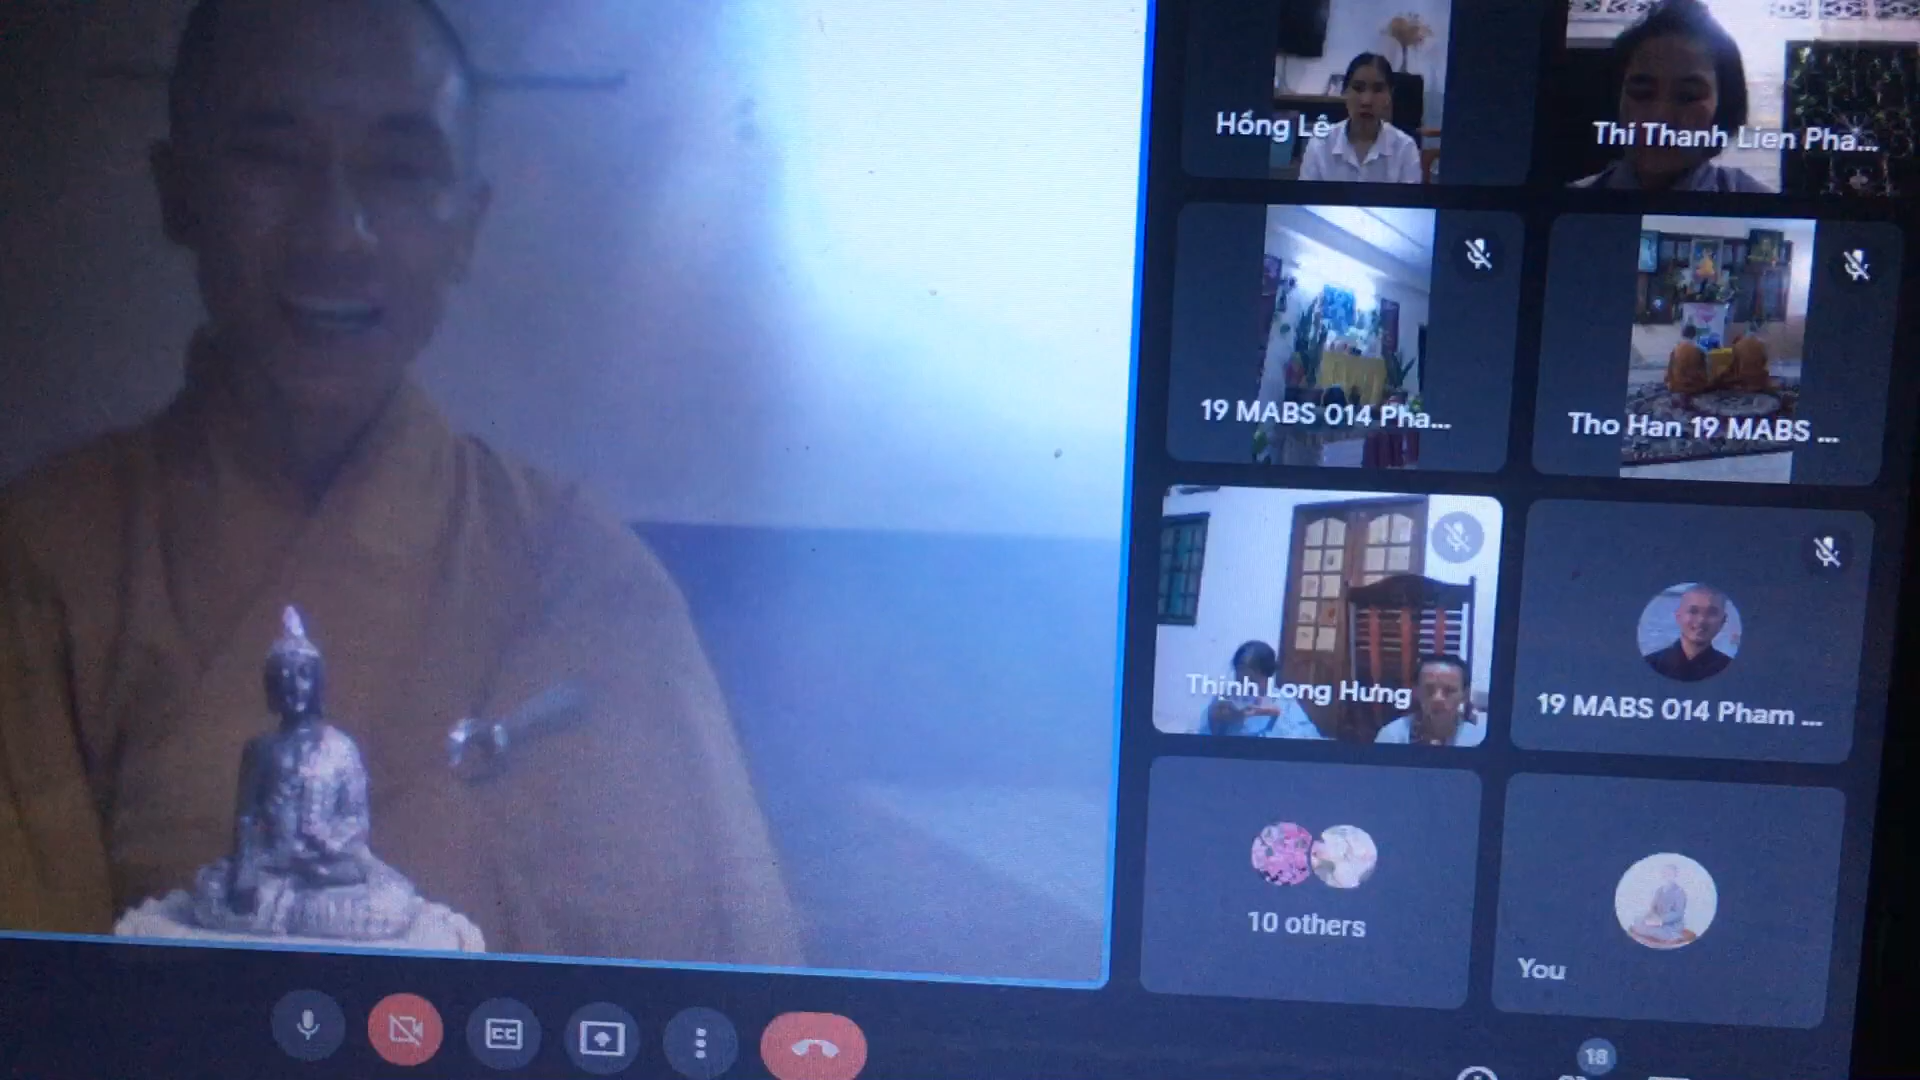 Hồng Lê
Thi Thanh Lien Pha...
19 MABS 014 Pha...
Tho Han 19 MABS ...
Thịnh Long Hưng
19 MABS 014 Pham ...
10 others
You
CC
18